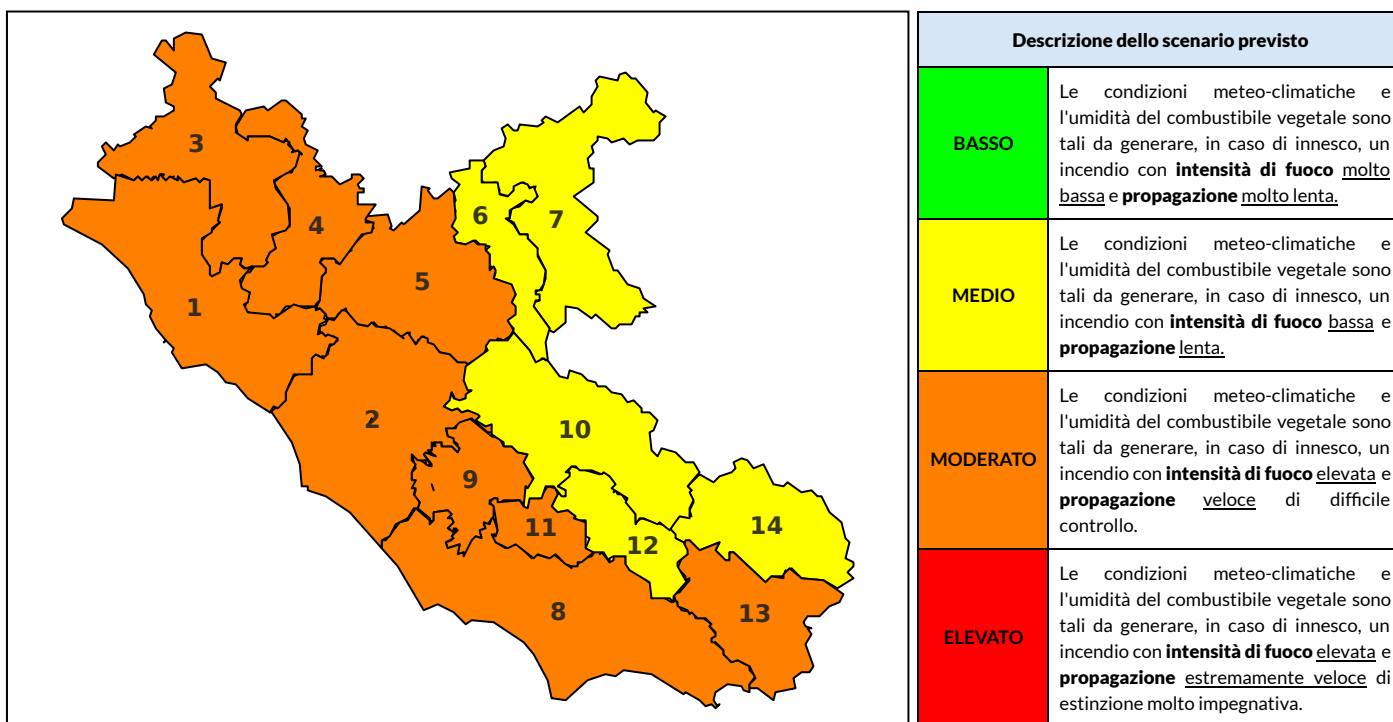 3
4
6
7
5
1
2
10
9
14
11
12
8
13
Descrizione dello scenario previsto
BASSO
Le condizioni meteo-climatiche e
l'umidità del combustibile vegetale sono
tali da generare, in caso di innesco, un
incendio con intensità di fuoco molto
bassa e propagazione molto lenta.
MEDIO
Le condizioni meteo-climatiche e
l'umidità del combustibile vegetale sono
tali da generare, in caso di innesco, un
incendio con intensità di fuoco bassa e
propagazione lenta.
MODERATO
Le condizioni meteo-climatiche e
l'umidità del combustibile vegetale sono
tali da generare, in caso di innesco, un
incendio con intensità di fuoco elevata e
propagazione veloce di difficile
controllo.
ELEVATO
Le condizioni meteo-climatiche e
l'umidità del combustibile vegetale sono
tali da generare, in caso di innesco, un
incendio con intensità di fuoco elevata e
propagazione estremamente veloce di
estinzione molto impegnativa.